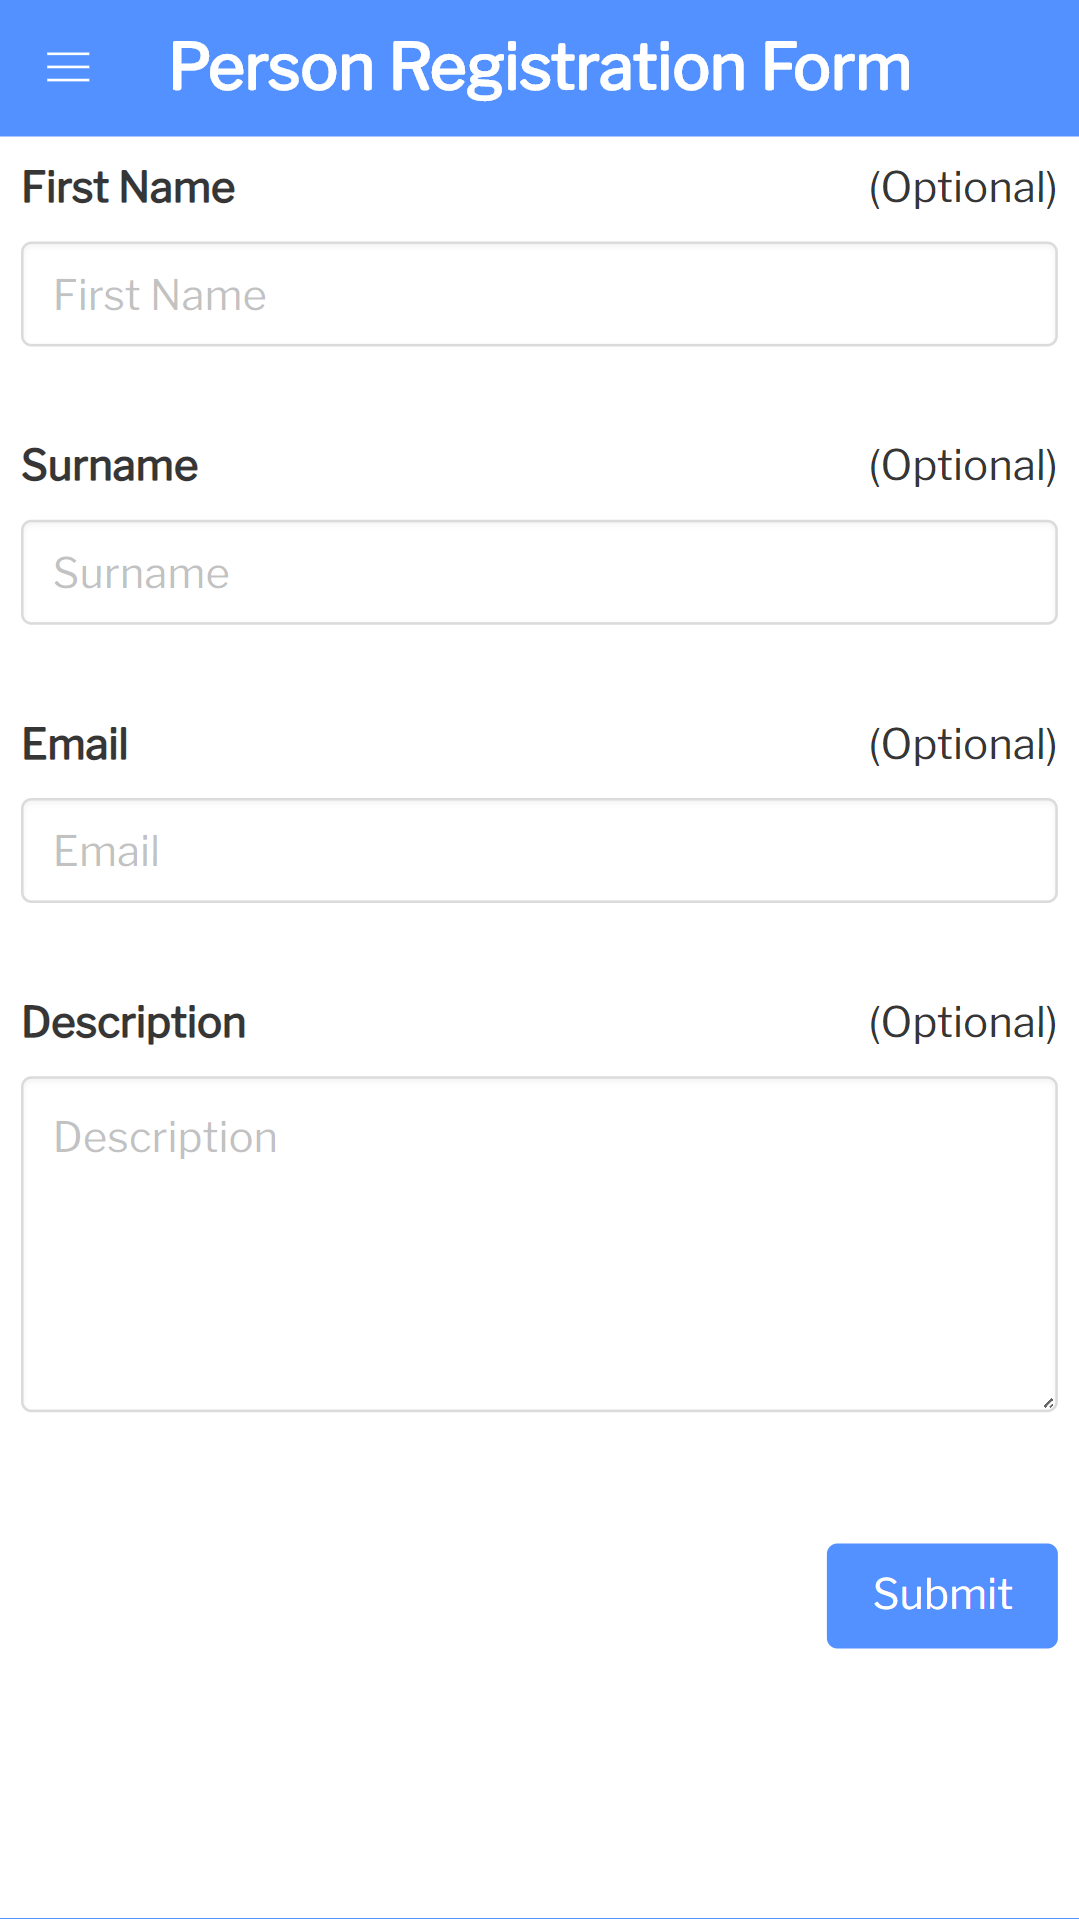 Person Registration Form
First Name (Optional)
First Name
Surname (Optional)
Surname
Email (Optional)
Email
Description (Optional)
Description
Submit